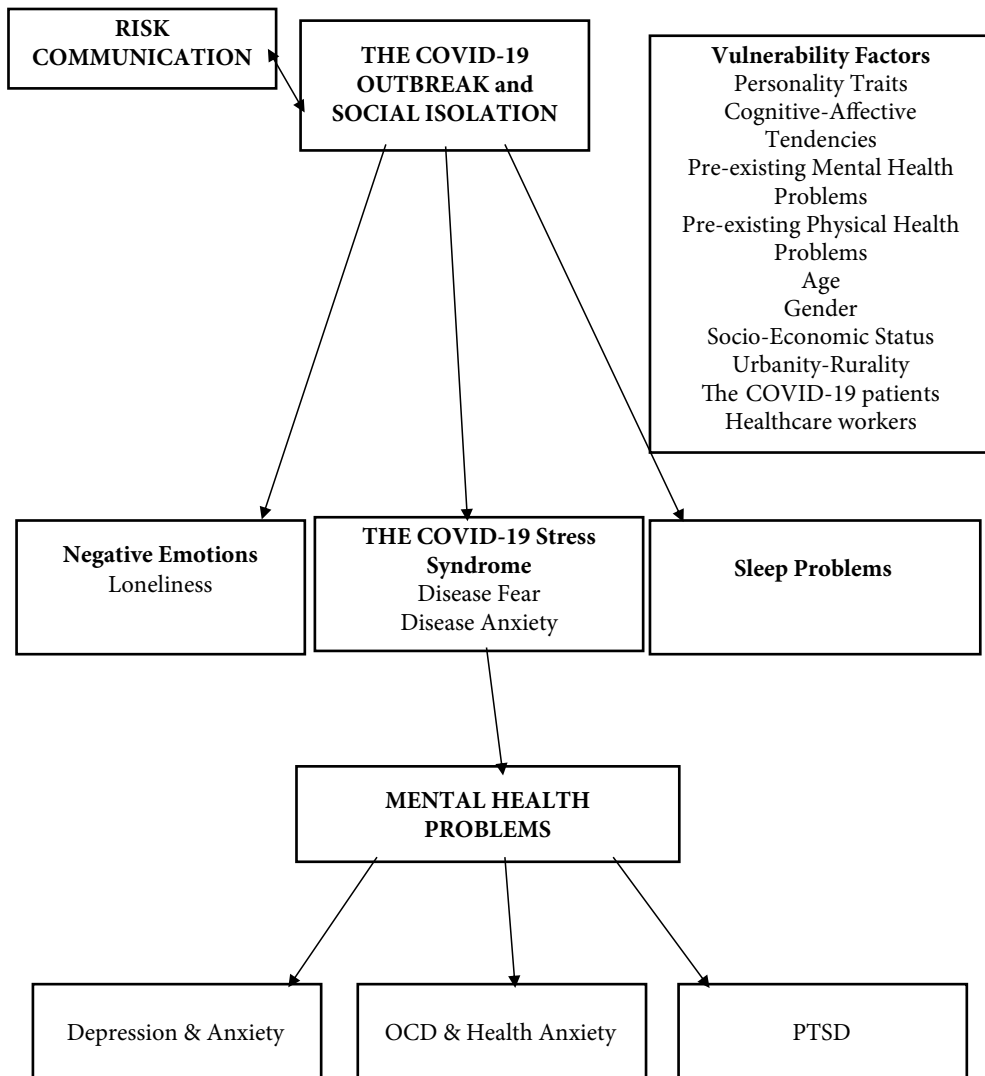 RISK
COMMUNICATION
THE COVID-19
OUTBREAK and
SOCIAL ISOLATION
Vulnerability Factors
Personality Traits
Cognitive-Affective
Tendencies
Pre-existing Mental Health
Problems
Pre-existing Physical Health
Problems
Age
Gender
Socio-Economic Status
Urbanity-Rurality
The COVID-19 patients
Healthcare workers
Negative Emotions
Loneliness
THE COVID-19 Stress
Syndrome
Disease Fear
Disease Anxiety
Sleep Problems
MENTAL HEALTH
PROBLEMS
Depression & Anxiety
OCD & Health Anxiety
PTSD